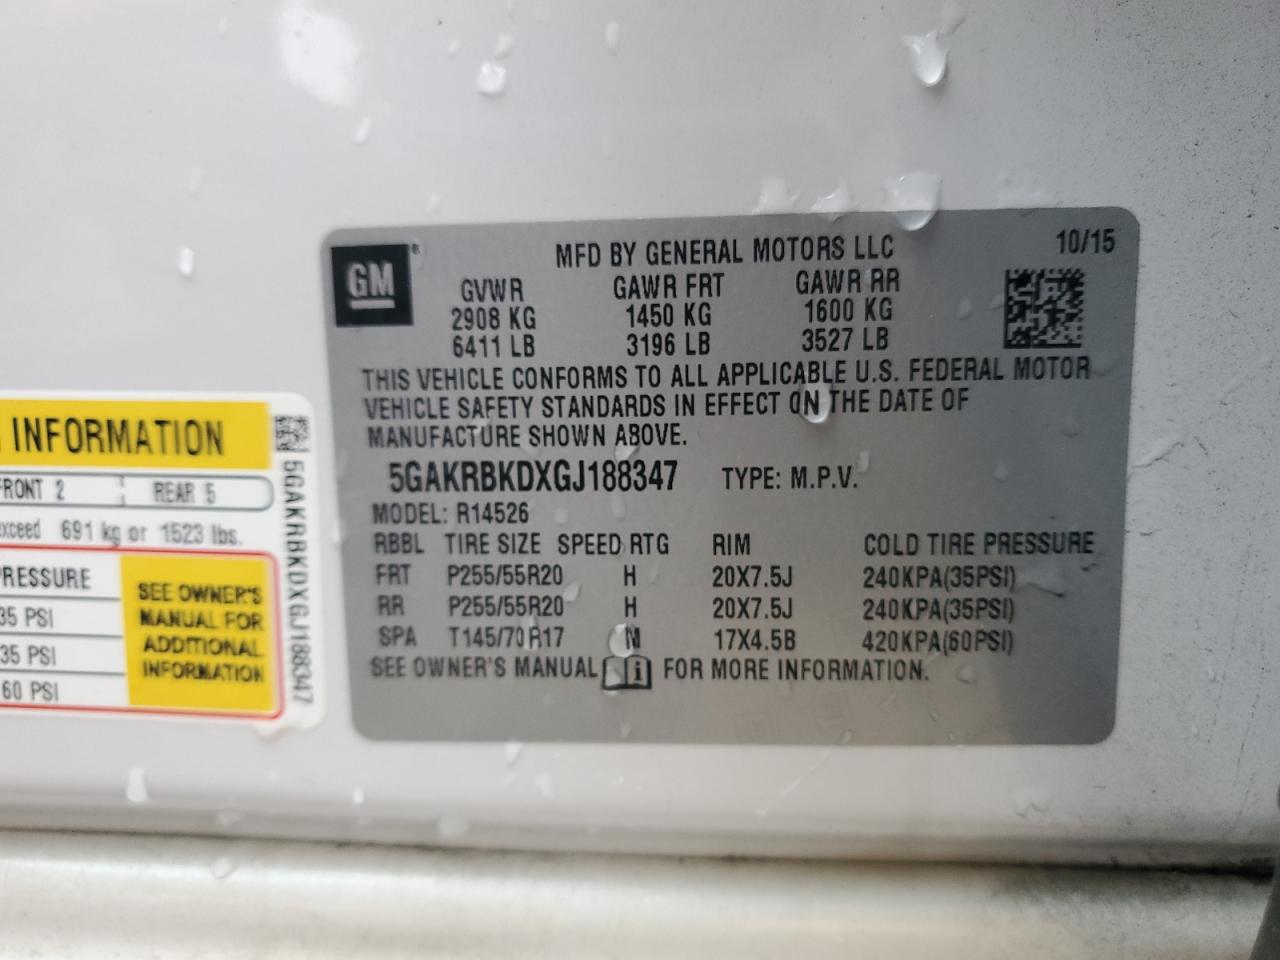 GM ®
MFD BY GENERAL MOTORS LLC 10/15
GVWR GAWR FRT GAWR RR
2908 KG 1450 KG 1600 KG
6411 LB 3196 LB 3527 LB
THIS VEHICLE CONFORMS TO ALL APPLICABLE U.S. FEDERAL MOTOR
VEHICLE SAFETY STANDARDS IN EFFECT ON THE DATE OF
MANUFACTURE SHOWN ABOVE.
5GAKRBKDXGJ188347 TYPE: M.P.V.
MODEL: R14526
RBBL TIRE SIZE SPEED RTG RIM COLD TIRE PRESSURE
FRT P255/55R20 H 20X7.5J 240KPA(35PSI)
RR P255/55R20 H 20X7.5J 240KPA(35PSI)
SPA T145/70R17 M 17X4.5B 420KPA(60PSI)
SEE OWNER'S MANUAL i FOR MORE INFORMATION.
INFORMATION
FRONT 2 REAR 5
exceed 691 kg or 1523 lbs.
PRESSURE
35 PSI
35 PSI
60 PSI
SEE OWNER'S
MANUAL FOR
ADDITIONAL
INFORMATION
5GAKRBKDXGJ188347